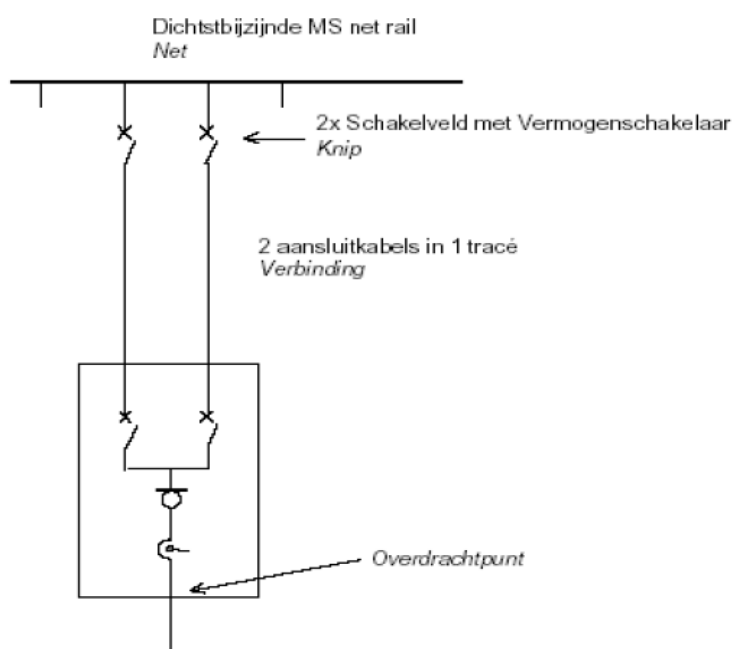 Dichtstbijzijnde MS net rail
Net
2x Schakelveld met Vermogenschakelaar
Knip
2 aansluitkabels in 1 tracé
Verbinding
Overdrachtpunt